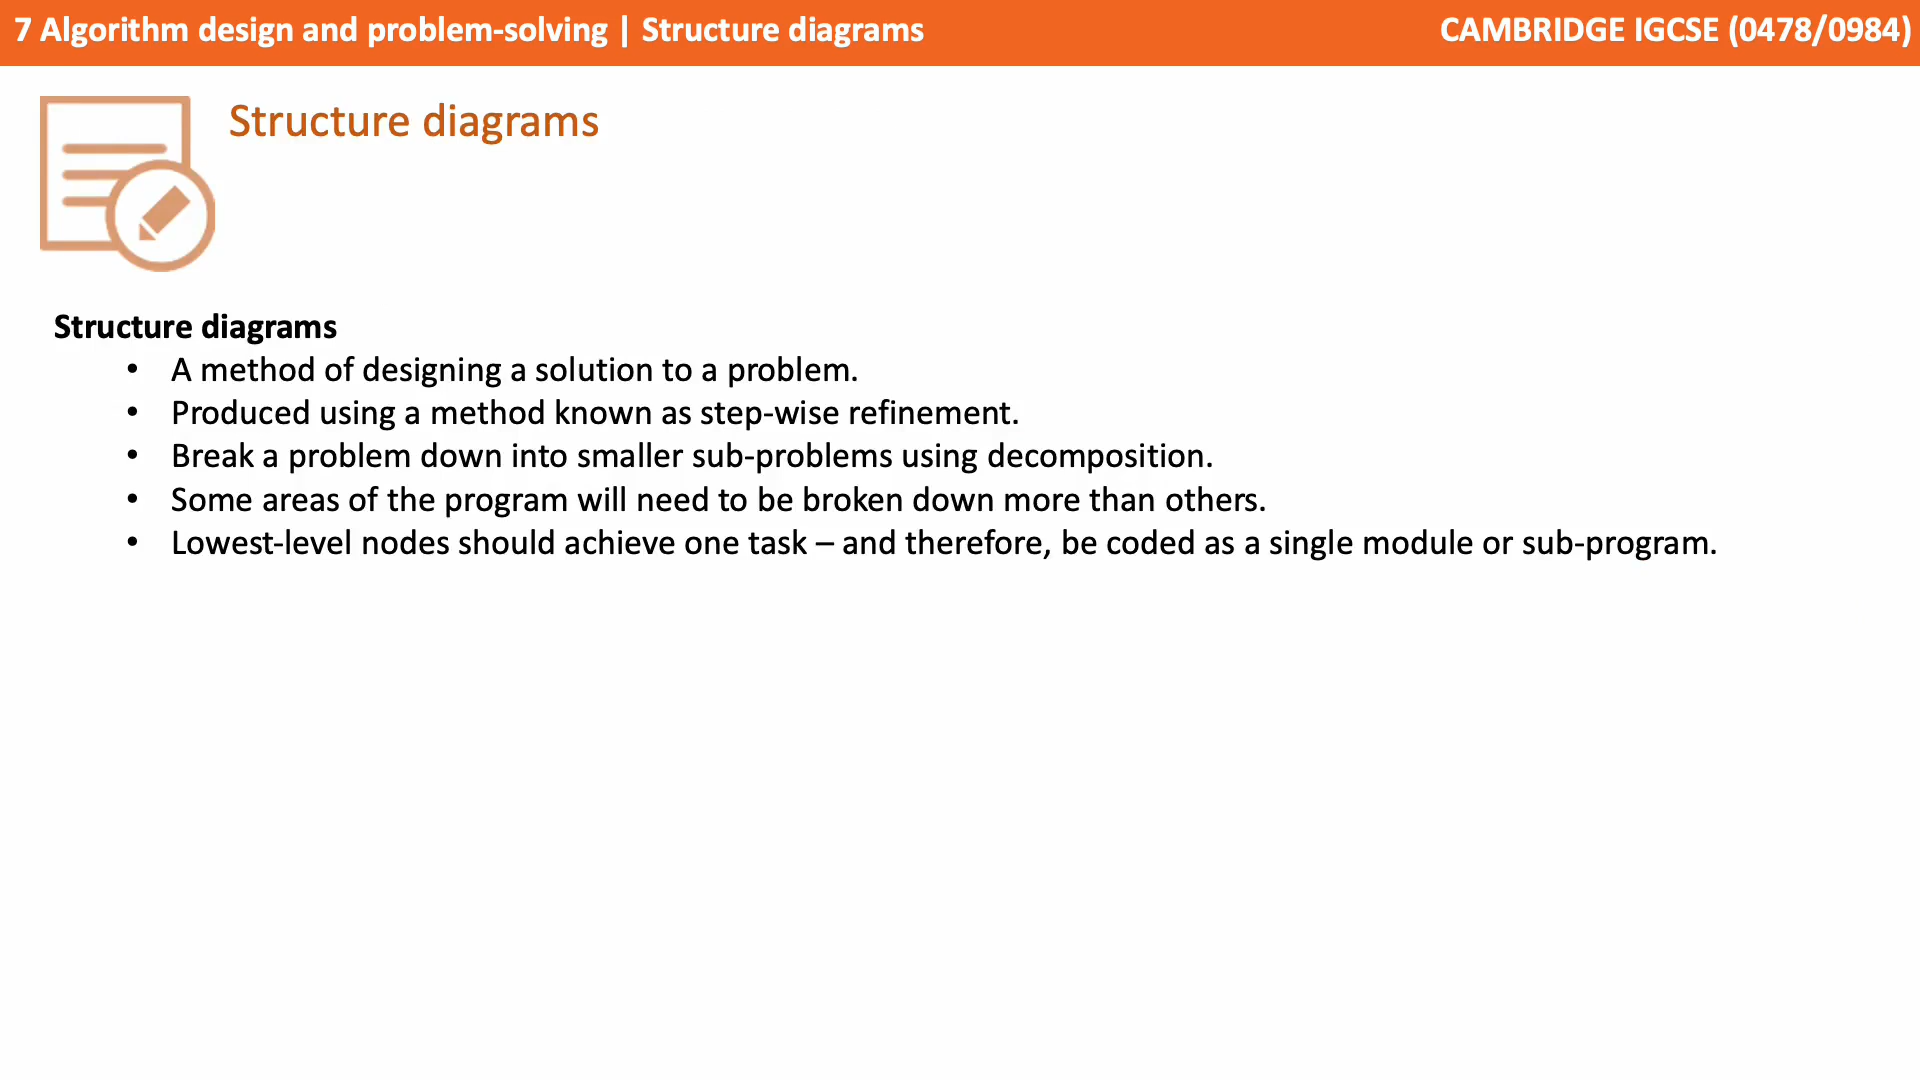 7 Algorithm design and problem-solving | Structure diagrams
CAMBRIDGE IGCSE (0478/0984)
Structure diagrams
Structure diagrams
• A method of designing a solution to a problem.
• Produced using a method known as step-wise refinement.
• Break a problem down into smaller sub-problems using decomposition.
• Some areas of the program will need to be broken down more than others.
• Lowest-level nodes should achieve one task – and therefore, be coded as a single module or sub-program.